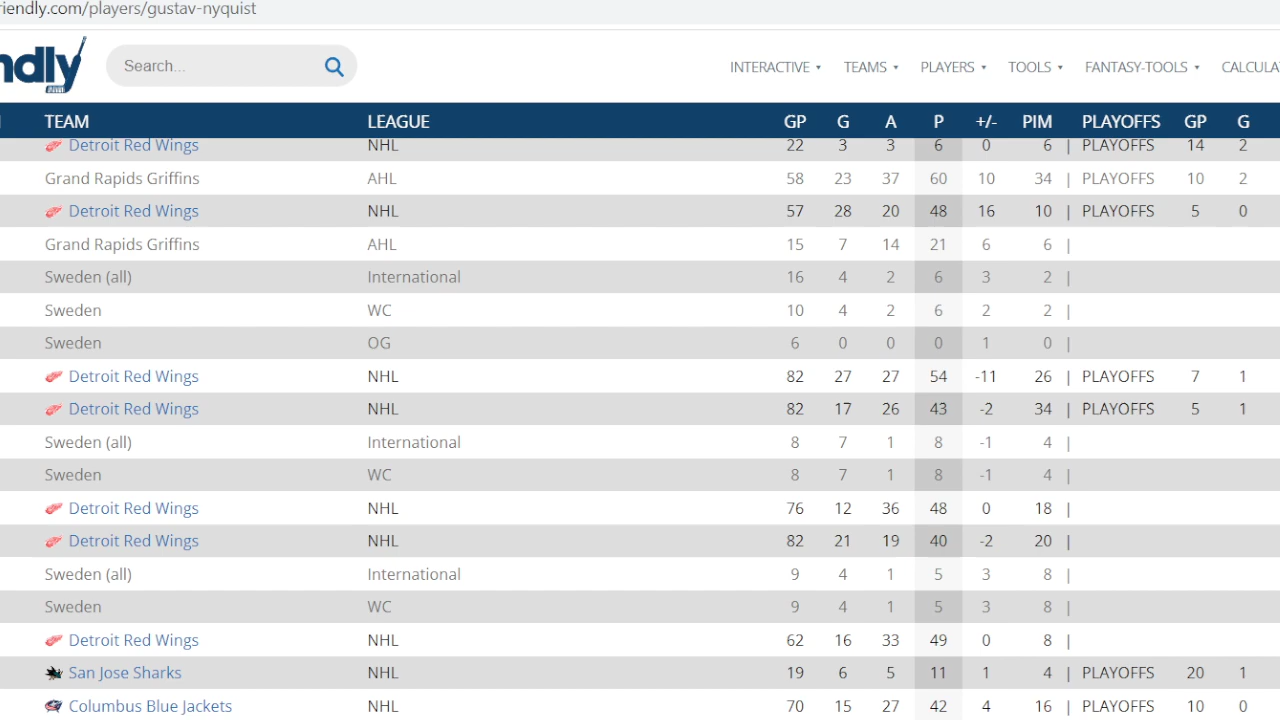 riendly.com/players/gustav-nyquist
ndly Search... INTERACTIVE TEAMS PLAYERS TOOLS FANTASY-TOOLS CALCULA
TEAM LEAGUE GP G A P +/- PIM PLAYOFFS GP G
Detroit Red Wings NHL 22 3 3 6 0 6 | PLAYOFFS 14 2
Grand Rapids Griffins AHL 58 23 37 60 10 34 | PLAYOFFS 10 2
Detroit Red Wings NHL 57 28 20 48 16 10 | PLAYOFFS 5 0
Grand Rapids Griffins AHL 15 7 14 21 6 6 |
Sweden (all) International 16 4 2 6 3 2 |
Sweden WC 10 4 2 6 2 2 |
Sweden OG 6 0 0 0 1 0 |
Detroit Red Wings NHL 82 27 27 54 -11 26 | PLAYOFFS 7 1
Detroit Red Wings NHL 82 17 26 43 -2 34 | PLAYOFFS 5 1
Sweden (all) International 8 7 1 8 -1 4 |
Sweden WC 8 7 1 8 -1 4 |
Detroit Red Wings NHL 76 12 36 48 0 18 |
Detroit Red Wings NHL 82 21 19 40 -2 20 |
Sweden (all) International 9 4 1 5 3 8 |
Sweden WC 9 4 1 5 3 8 |
Detroit Red Wings NHL 62 16 33 49 0 8 |
San Jose Sharks NHL 19 6 5 11 1 4 | PLAYOFFS 20 1
Columbus Blue Jackets NHL 70 15 27 42 4 16 | PLAYOFFS 10 0